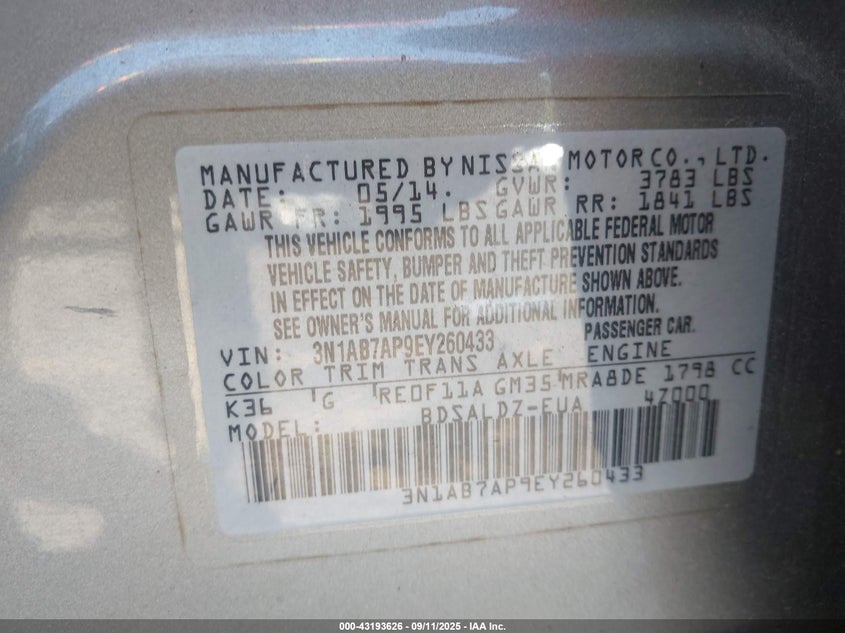 MANUFACTURED BY NISSAN MOTOR CO., LTD.
DATE: 05/14. GVWR: 3783 LBS
GAWR FR: 1995 LBS GAWR RR: 1841 LBS
THIS VEHICLE CONFORMS TO ALL APPLICABLE FEDERAL MOTOR
VEHICLE SAFETY, BUMPER AND THEFT PREVENTION STANDARDS
IN EFFECT ON THE DATE OF MANUFACTURE SHOWN ABOVE.
SEE OWNER'S MANUAL FOR ADDITIONAL INFORMATION.
VIN: 3N1AB7AP9EY260433 PASSENGER CAR.
COLOR TRIM TRANS AXLE ENGINE
K36 G RE0F11A GM35 MRA8DE 1798 CC
MODEL: BDSALDZ-EUA 47000
3N1AB7AP9EY260433
000-43193626 - 09/11/2025 - IAA Inc.